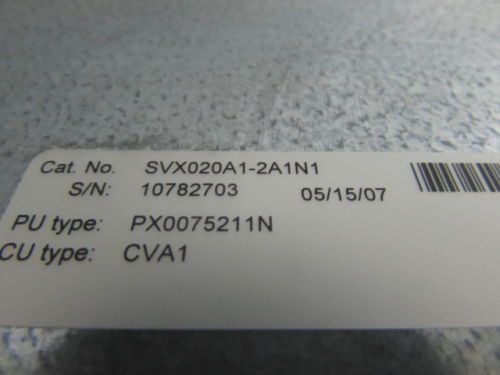 Cat. No. SVX020A1-2A1N1
S/N: 10782703 05/15/07
PU type: PX0075211N
CU type: CVA1